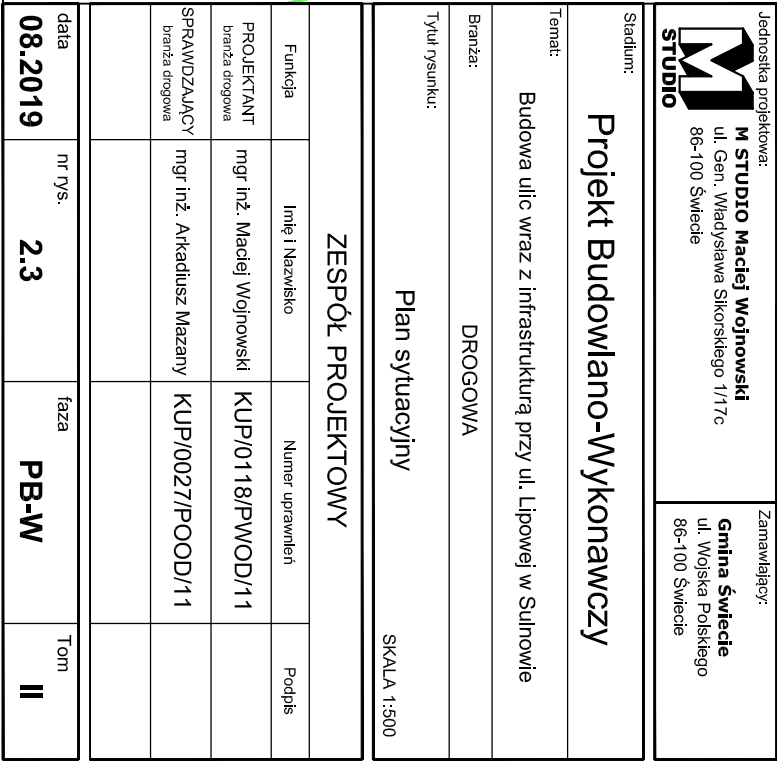 Jednostka projektowa:
M
STUDIO
M STUDIO Maciej Wojnowski
ul. Gen. Władysława Sikorskiego 1/17c
86-100 Świecie
Zamawiający:
Gmina Świecie
ul. Wojska Polskiego
86-100 Świecie
Stadium:
Projekt Budowlano-Wykonawczy
Temat:
Budowa ulic wraz z infrastrukturą przy ul. Lipowej w Sulnowie
Branża:
DROGOWA
Tytuł rysunku:
Plan sytuacyjny
SKALA 1:500
ZESPÓŁ PROJEKTOWY
Funkcja Imię i Nazwisko Numer uprawnień Podpis
PROJEKTANT
branża drogowa
mgr inż. Maciej Wojnowski KUP/0118/PWOD/11
SPRAWDZAJĄCY
branża drogowa
mgr inż. Arkadiusz Mazany KUP/0027/POOD/11
data nr rys. faza Tom
08.2019 2.3 PB-W II